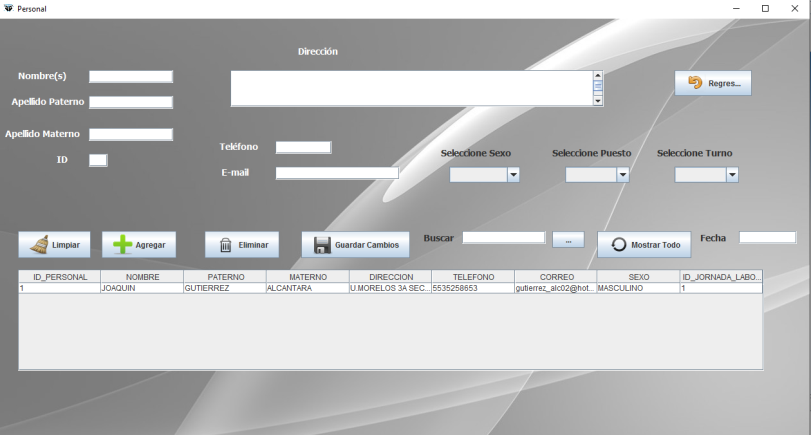 Personal
Dirección
Nombre(s)
Regres...
Apellido Paterno
Apellido Materno
Teléfono
Seleccione Sexo Seleccione Puesto Seleccione Turno
ID
E-mail
Limpiar Agregar Eliminar Guardar Cambios Buscar ... Mostrar Todo Fecha
ID_PERSONAL NOMBRE PATERNO MATERNO DIRECCION TELEFONO CORREO SEXO ID_JORNADA_LABO...
1 JOAQUIN GUTIERREZ ALCANTARA U.MORELOS 3A SEC... 5535258653 gutierrez_alc02@hot... MASCULINO 1